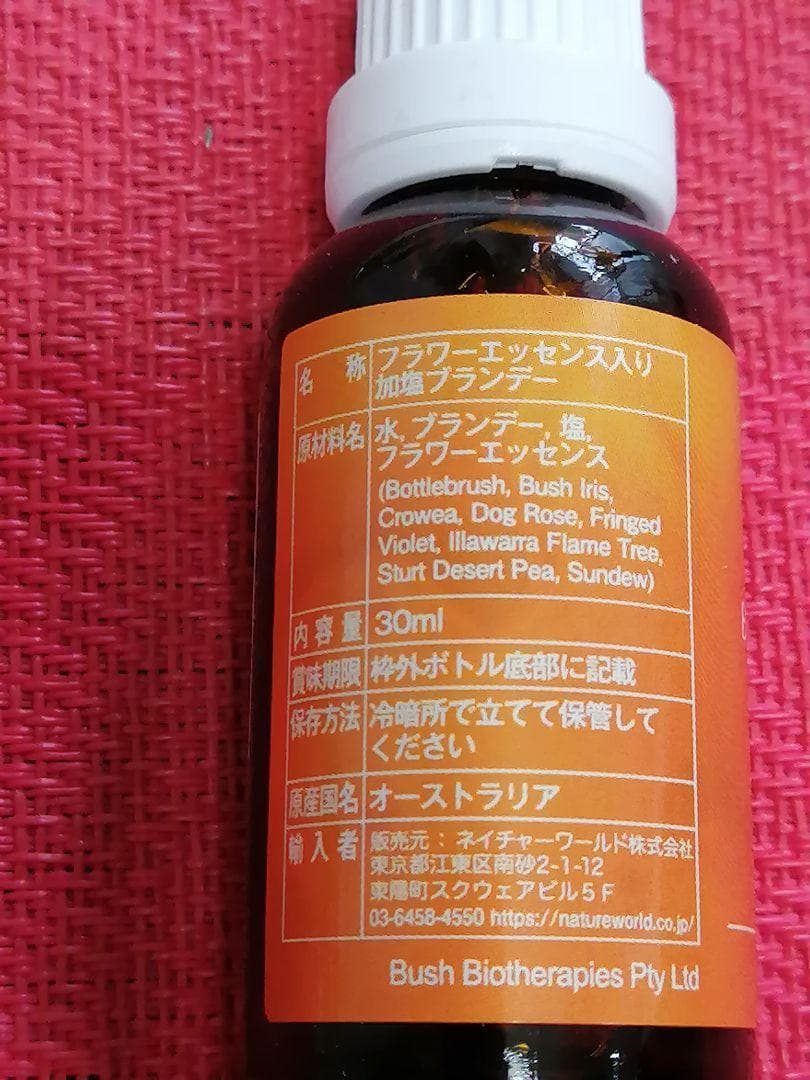 名 称 フラワーエッセンス入り
加塩ブランデー
原材料名 水, ブランデー, 塩,
フラワーエッセンス
(Bottlebrush, Bush Iris,
Crowea, Dog Rose, Fringed
Violet, Illawarra Flame Tree,
Sturt Desert Pea, Sundew)
内容量 30ml
賞味期限 枠外ボトル底部に記載
保存方法 冷暗所で立てて保管して
ください
原産国名 オーストラリア
輸入者 販売元：ネイチャーワールド株式会社
東京都江東区南砂2-1-12
東陽町スクウェアビル５Ｆ
03-6458-4550 https://natureworld.co.jp/
Bush Biotherapies Pty Ltd